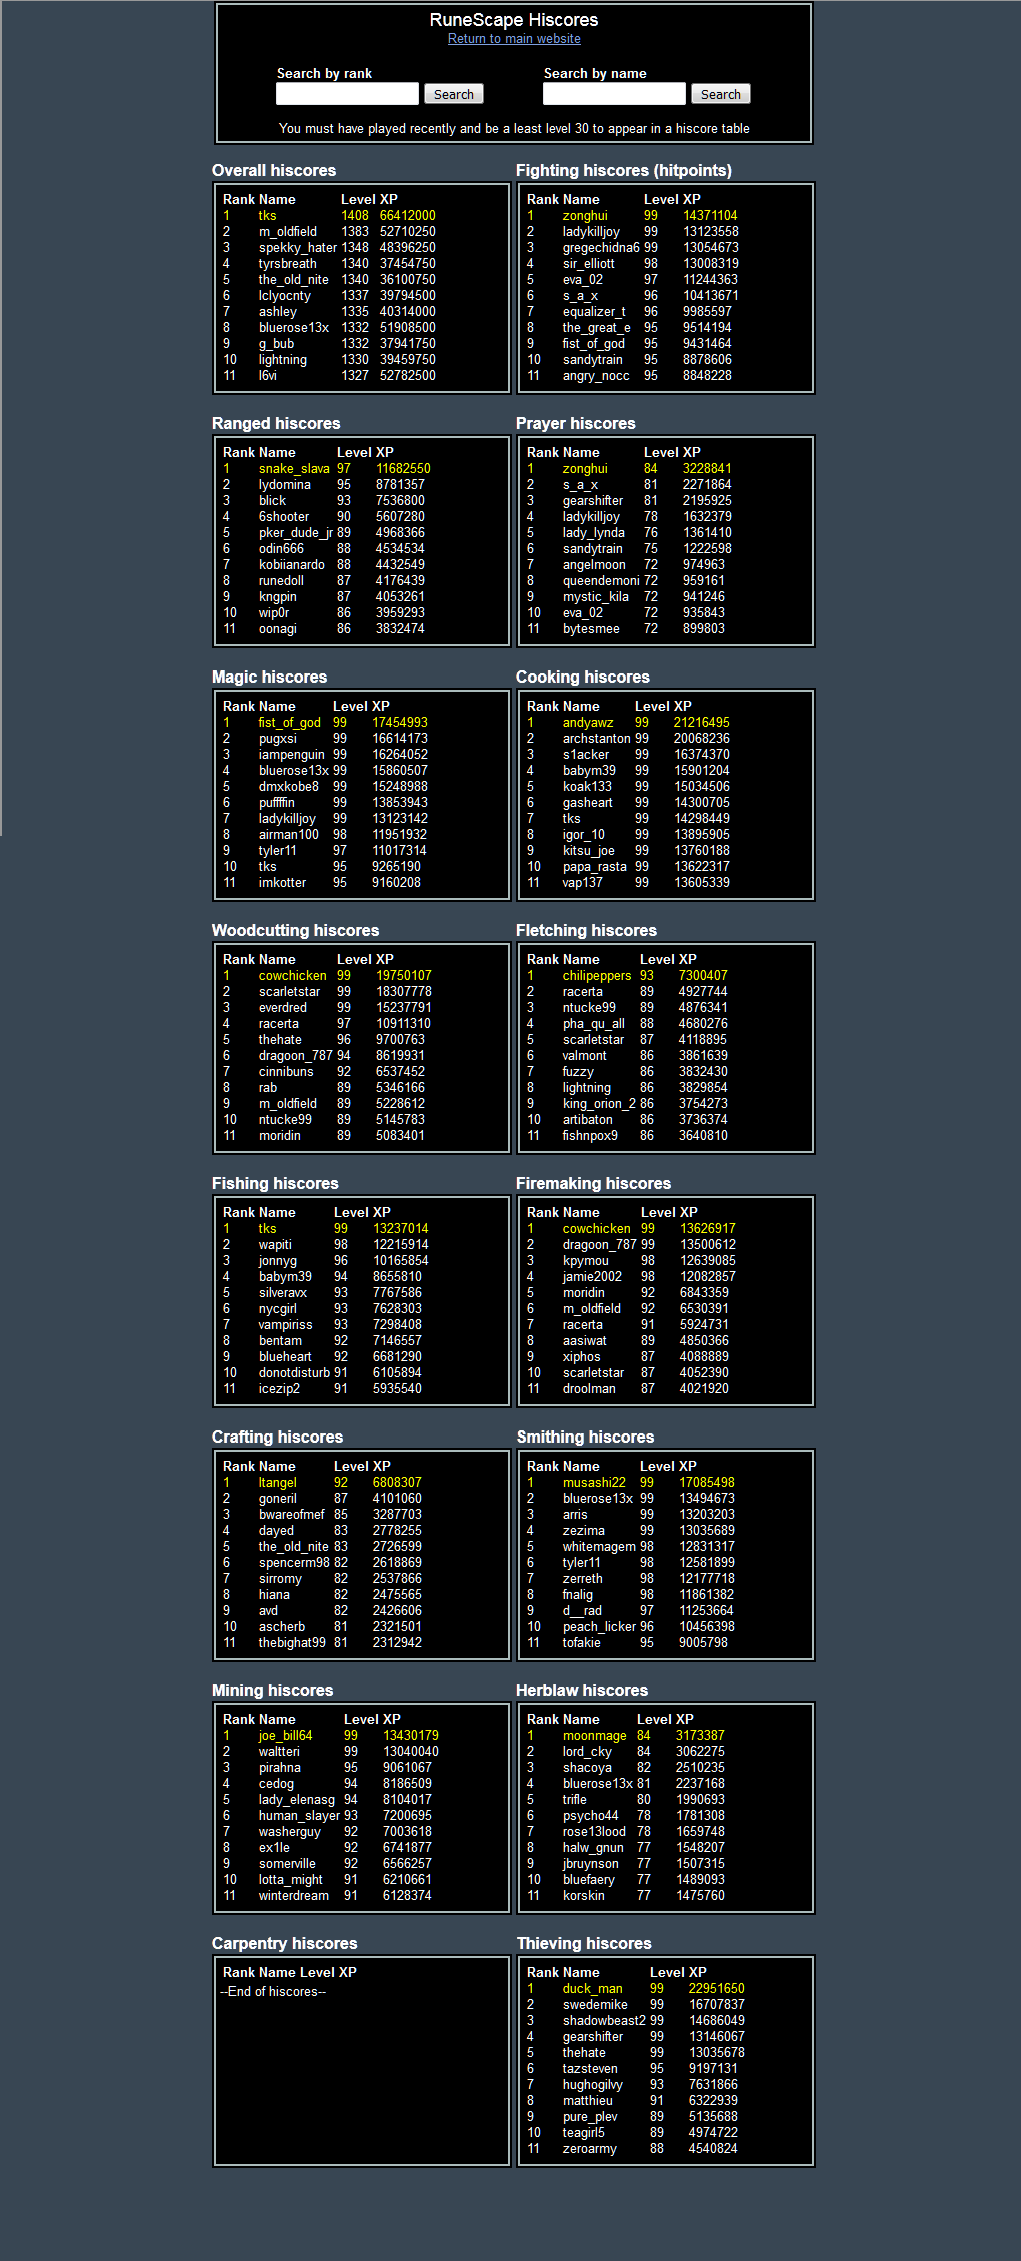 RuneScape Hiscores
Return to main website
Search by rank
Search
Search by name
Search
You must have played recently and be a least level 30 to appear in a hiscore table
Overall hiscores
Rank Name Level XP
1 tks 1408 66412000
2 m_oldfield 1383 52710250
3 spekky_hater 1348 48396250
4 tyrsbreath 1340 37454750
5 the_old_nite 1340 36100750
6 lclyocnty 1337 39794500
7 ashley 1335 40314000
8 bluerose13x 1332 51908500
9 g_bub 1332 37941750
10 lightning 1330 39459750
11 l6vi 1327 52782500
Fighting hiscores (hitpoints)
Rank Name Level XP
1 zonghui 99 14371104
2 ladykilljoy 99 13123558
3 gregechidna6 99 13054673
4 sir_elliott 98 13008319
5 eva_02 97 11244363
6 s_a_x 96 10413671
7 equalizer_t 96 9985597
8 the_great_e 95 9514194
9 fist_of_god 95 9431464
10 sandytrain 95 8878606
11 angry_nocc 95 8848228
Ranged hiscores
Rank Name Level XP
1 snake_slava 97 11682550
2 lydomina 95 8781357
3 blick 93 7536800
4 6shooter 90 5607280
5 pker_dude_jr 89 4968366
6 odin666 88 4534534
7 kobiianardo 88 4432549
8 runedoll 87 4176439
9 kngpin 87 4053261
10 wip0r 86 3959293
11 oonagi 86 3832474
Prayer hiscores
Rank Name Level XP
1 zonghui 84 3228841
2 s_a_x 81 2271864
3 gearshifter 81 2195925
4 ladykilljoy 78 1632379
5 lady_lynda 76 1361410
6 sandytrain 75 1222598
7 angelmoon 72 974963
8 queendemoni 72 959161
9 mystic_kila 72 941246
10 eva_02 72 935843
11 bytesmee 72 899803
Magic hiscores
Rank Name Level XP
1 fist_of_god 99 17454993
2 pugxsi 99 16614173
3 iampenguin 99 16264052
4 bluerose13x 99 15860507
5 dmxkobe8 99 15248988
6 puffffin 99 13853943
7 ladykilljoy 99 13123142
8 airman100 98 11951932
9 tyler11 97 11017314
10 tks 95 9265190
11 imkotter 95 9160208
Cooking hiscores
Rank Name Level XP
1 andyawz 99 21216495
2 archstanton 99 20068236
3 s1acker 99 16374370
4 babym39 99 15901204
5 koak133 99 15034506
6 gasheart 99 14300705
7 tks 99 14298449
8 igor_10 99 13895905
9 kitsu_joe 99 13760188
10 papa_rasta 99 13622317
11 vap137 99 13605339
Woodcutting hiscores
Rank Name Level XP
1 cowchicken 99 19750107
2 scarletstar 99 18307778
3 everdred 99 15237791
4 racerta 97 10911310
5 thehate 96 9700763
6 dragoon_787 94 8619931
7 cinnibuns 92 6537452
8 rab 89 5346166
9 m_oldfield 89 5228612
10 ntucke99 89 5145783
11 moridin 89 5083401
Fletching hiscores
Rank Name Level XP
1 chilipeppers 93 7300407
2 racerta 89 4927744
3 ntucke99 89 4876341
4 pha_qu_all 88 4680276
5 scarletstar 87 4118895
6 valmont 86 3861639
7 fuzzy 86 3832430
8 lightning 86 3829854
9 king_orion_2 86 3754273
10 artibaton 86 3736374
11 fishnpox9 86 3640810
Fishing hiscores
Rank Name Level XP
1 tks 99 13237014
2 wapiti 98 12215914
3 jonnyg 96 10165854
4 babym39 94 8655810
5 silveravx 93 7767586
6 nycgirl 93 7628303
7 vampiriss 93 7298408
8 bentam 92 7146557
9 blueheart 92 6681290
10 donotdisturb 91 6105894
11 icezip2 91 5935540
Firemaking hiscores
Rank Name Level XP
1 cowchicken 99 13626917
2 dragoon_787 99 13500612
3 kpymou 98 12639085
4 jamie2002 98 12082857
5 moridin 92 6843359
6 m_oldfield 92 6530391
7 racerta 91 5924731
8 aasiwat 89 4850366
9 xiphos 87 4088889
10 scarletstar 87 4052390
11 droolman 87 4021920
Crafting hiscores
Rank Name Level XP
1 ltangel 92 6808307
2 goneril 87 4101060
3 bwareofmef 85 3287703
4 dayed 83 2778255
5 the_old_nite 83 2726599
6 spencerm98 82 2618869
7 sirromy 82 2537866
8 hiana 82 2475565
9 avd 82 2426606
10 ascherb 81 2321501
11 thebighat99 81 2312942
Smithing hiscores
Rank Name Level XP
1 musashi22 99 17085498
2 bluerose13x 99 13494673
3 arris 99 13203203
4 zezima 99 13035689
5 whitemagem 98 12831317
6 tyler11 98 12581899
7 zerreth 98 12177718
8 fnalig 98 11861382
9 d__rad 97 11253664
10 peach_licker 96 10456398
11 tofakie 95 9005798
Mining hiscores
Rank Name Level XP
1 joe_bill64 99 13430179
2 waltteri 99 13040040
3 pirahna 95 9061067
4 cedog 94 8186509
5 lady_elenasg 94 8104017
6 human_slayer 93 7200695
7 washerguy 92 7003618
8 ex1le 92 6741877
9 somerville 92 6566257
10 lotta_might 91 6210661
11 winterdream 91 6128374
Herblaw hiscores
Rank Name Level XP
1 moonmage 84 3173387
2 lord_cky 84 3062275
3 shacoya 82 2510235
4 bluerose13x 81 2237168
5 trifle 80 1990693
6 psycho44 78 1781308
7 rose13lood 78 1659748
8 halw_gnun 77 1548207
9 jbruynson 77 1507315
10 bluefaery 77 1489093
11 korskin 77 1475760
Carpentry hiscores
Rank Name Level XP
--End of hiscores--
Thieving hiscores
Rank Name Level XP
1 duck_man 99 22951650
2 swedemike 99 16707837
3 shadowbeast2 99 14686049
4 gearshifter 99 13146067
5 thehate 99 13035678
6 tazsteven 95 9197131
7 hughogilvy 93 7631866
8 matthieu 91 6322939
9 pure_plev 89 5135688
10 teagirl5 89 4974722
11 zeroarmy 88 4540824